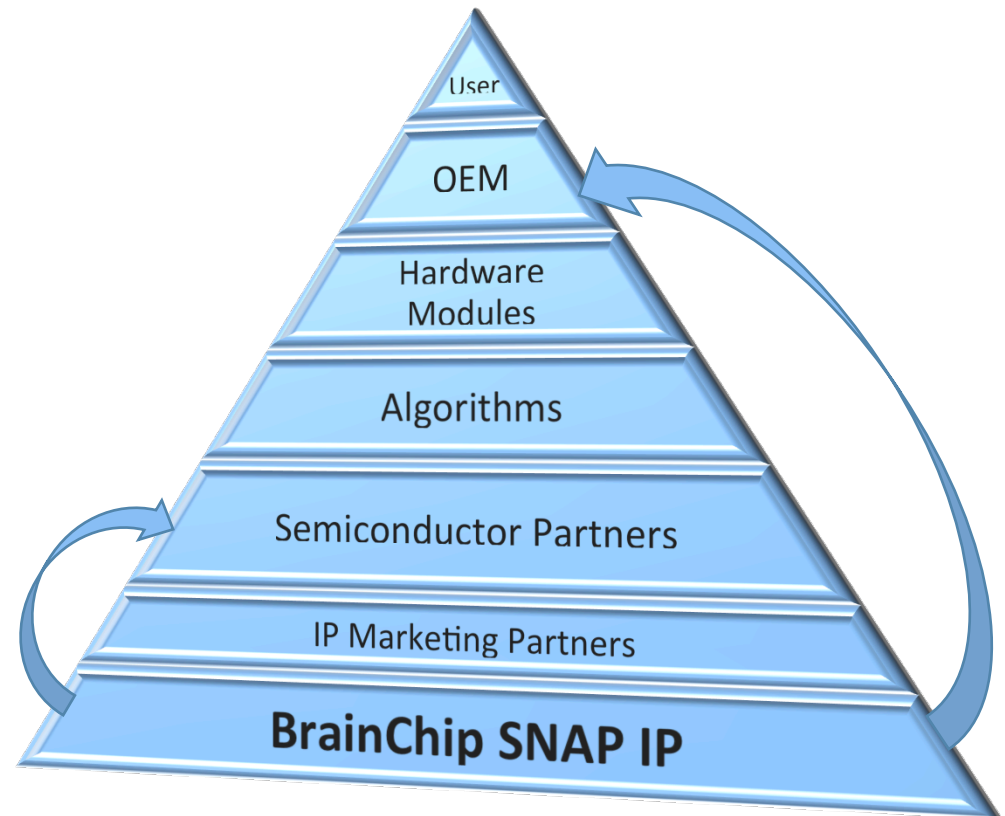 User
OEM
Hardware
Modules
Algorithms
Semiconductor Partners
IP Marketing Partners
BrainChip SNAP IP